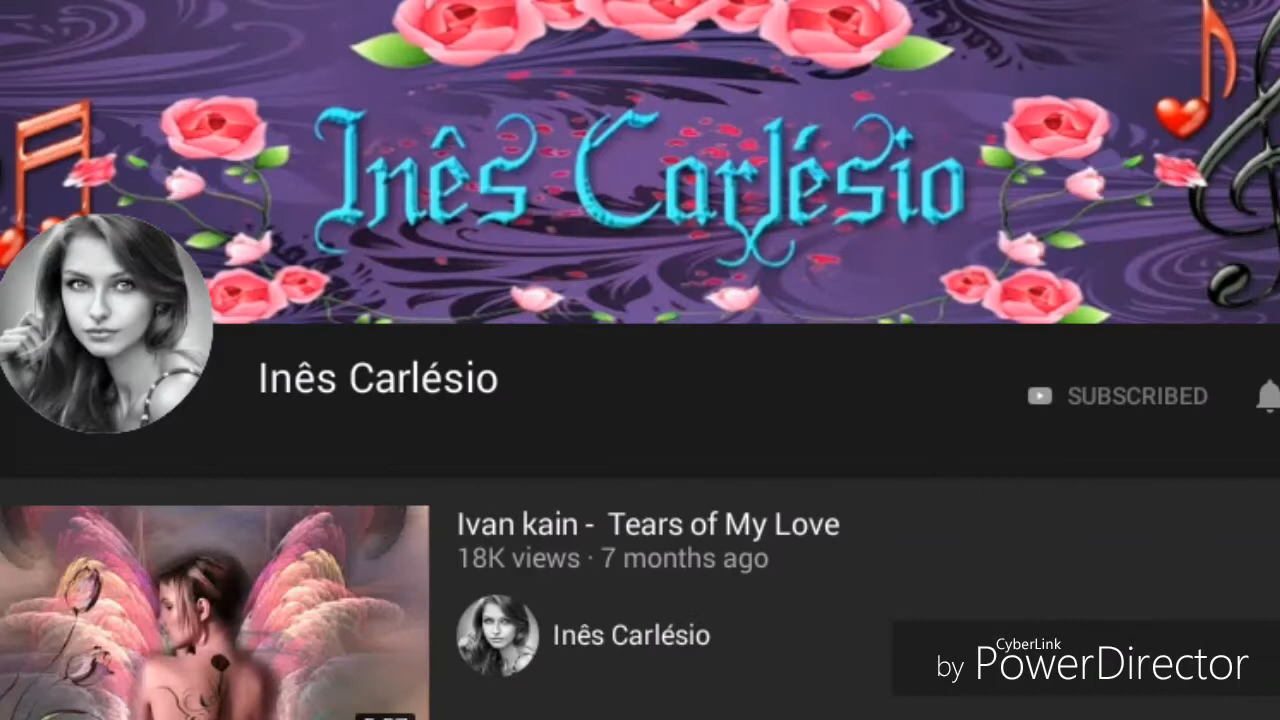 Inês Carlésio
Inês Carlésio
SUBSCRIBED
Ivan kain - Tears of My Love
18K views · 7 months ago
Inês Carlésio
CyberLink
by PowerDirector